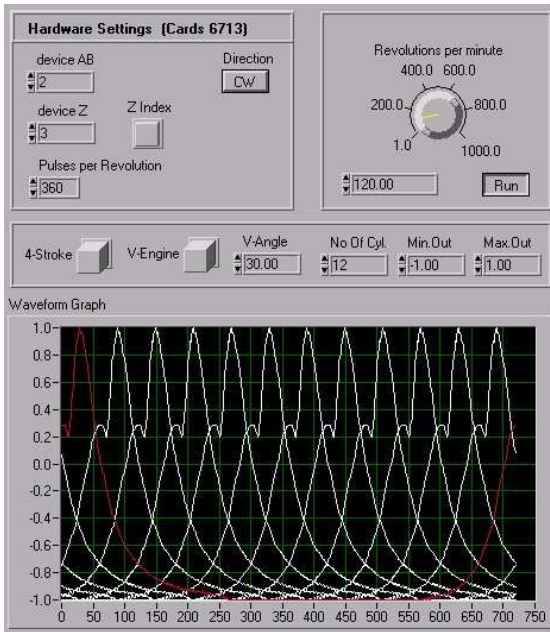 Hardware Settings (Cards 6713)
device AB
2
Direction
CW
device Z
3
Z Index
Pulses per Revolution
360
Revolutions per minute
400.0 600.0
200.0 800.0
1.0 1000.0
120.00
Run
4-Stroke
V-Engine
V-Angle
30.00
No Of Cyl.
12
Min.Out
-1.00
Max.Out
1.00
Waveform Graph
1.0
0.8
0.6
0.4
0.2
0.0
-0.2
-0.4
-0.6
-0.8
-1.0
0 50 100 150 200 250 300 350 400 450 500 550 600 650 700 750